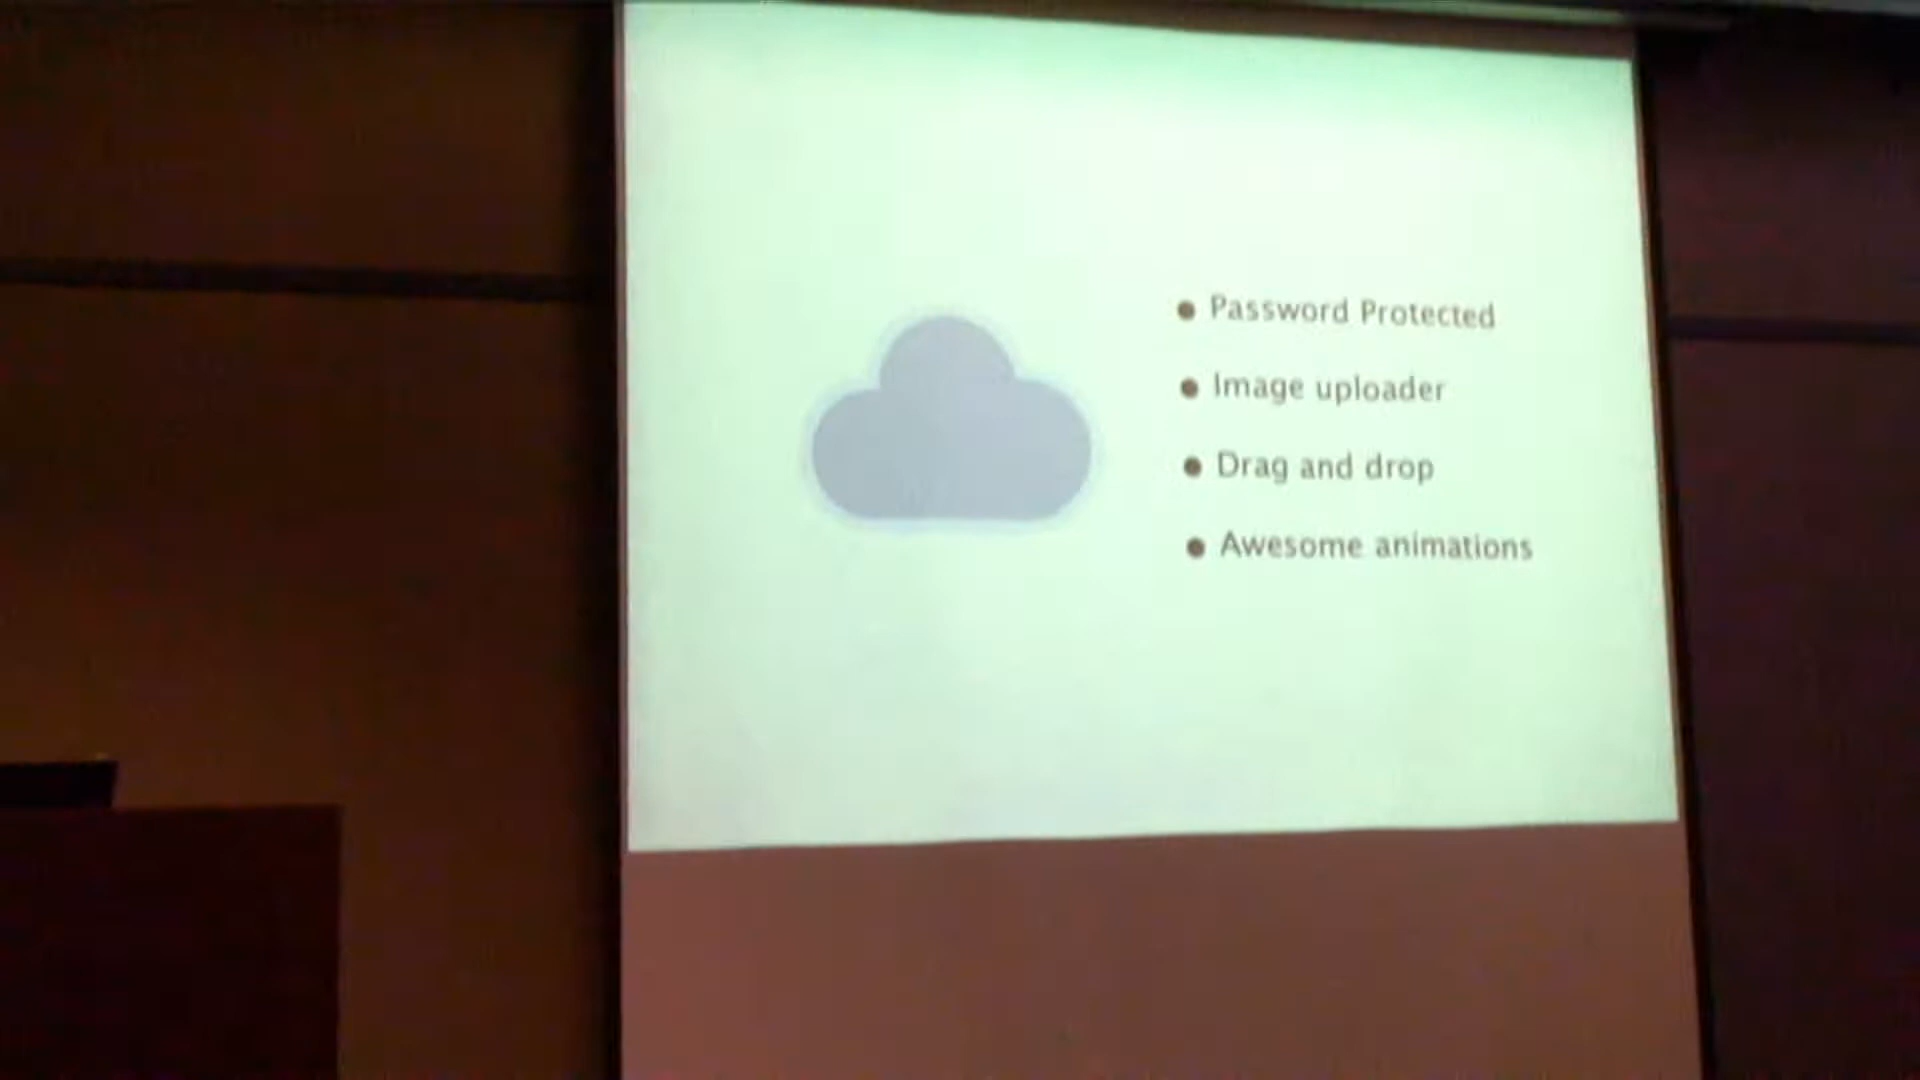 Password Protected
Image uploader
Drag and drop
Awesome animations